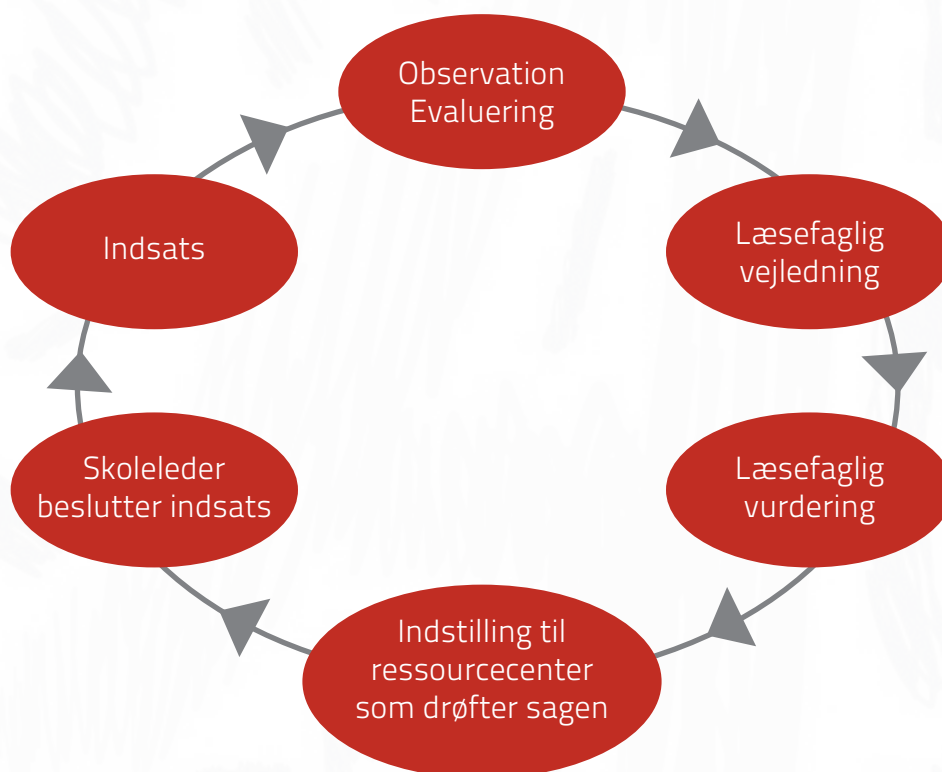 Observation
Evaluering
Læsefaglig
vejledning
Læsefaglig
vurdering
Indstilling til
ressourcecenter
som drøfter sagen
Skoleleder
beslutter indsats
Indsats